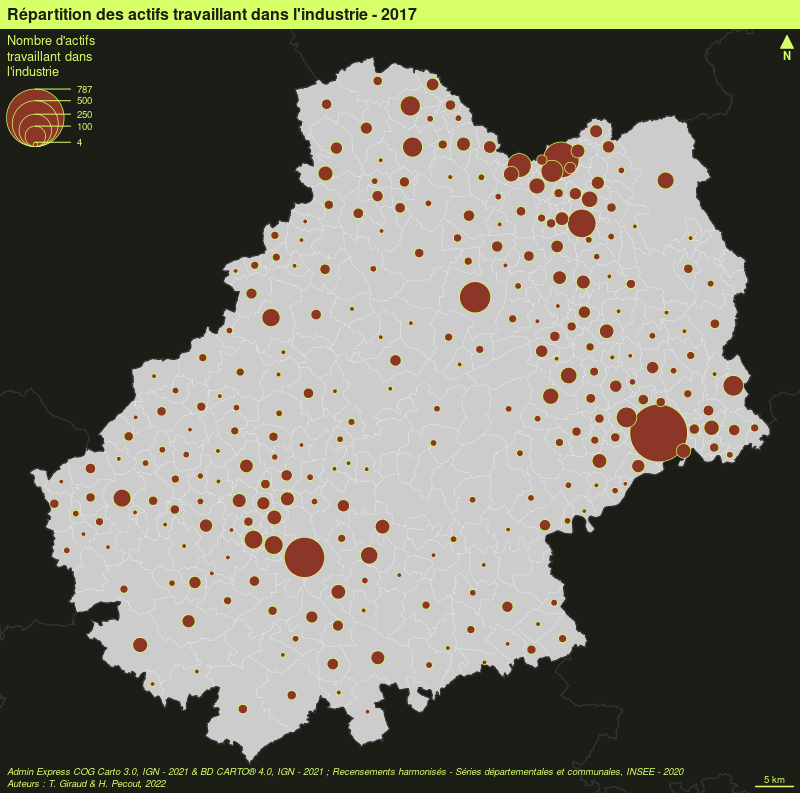 Répartition des actifs travaillant dans l'industrie - 2017
Nombre d'actifs
travaillant dans
l'industrie
787
500
250
100
4
N
Admin Express COG Carto 3.0, IGN - 2021 & BD CARTO® 4.0, IGN - 2021 ; Recensements harmonisés - Séries départementales et communales, INSEE - 2020
Auteurs : T. Giraud & H. Pecout, 2022
5 km